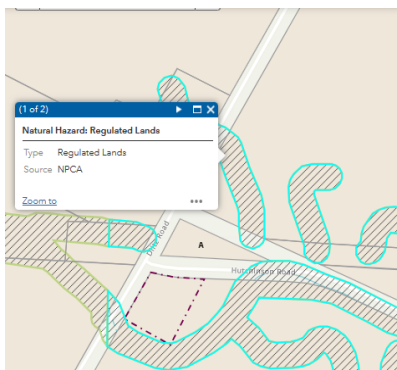 (1 of 2)
Natural Hazard: Regulated Lands
Type Regulated Lands
Source NPCA
Zoom to
A
Hutchinson Road